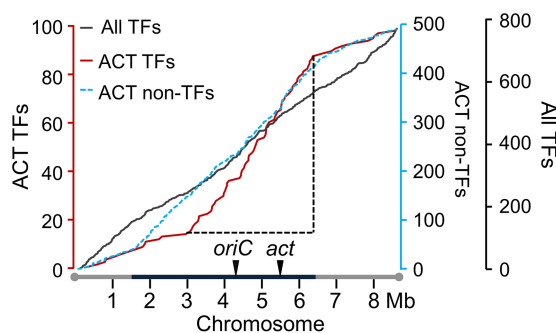 All TFs
ACT TFs
ACT non-TFs
100
80
60
40
20
0
ACT TFs
500
400
300
200
100
0
ACT non-TFs
800
600
400
200
0
All TFs
oriC act
1 2 3 4 5 6 7 8 Mb
Chromosome